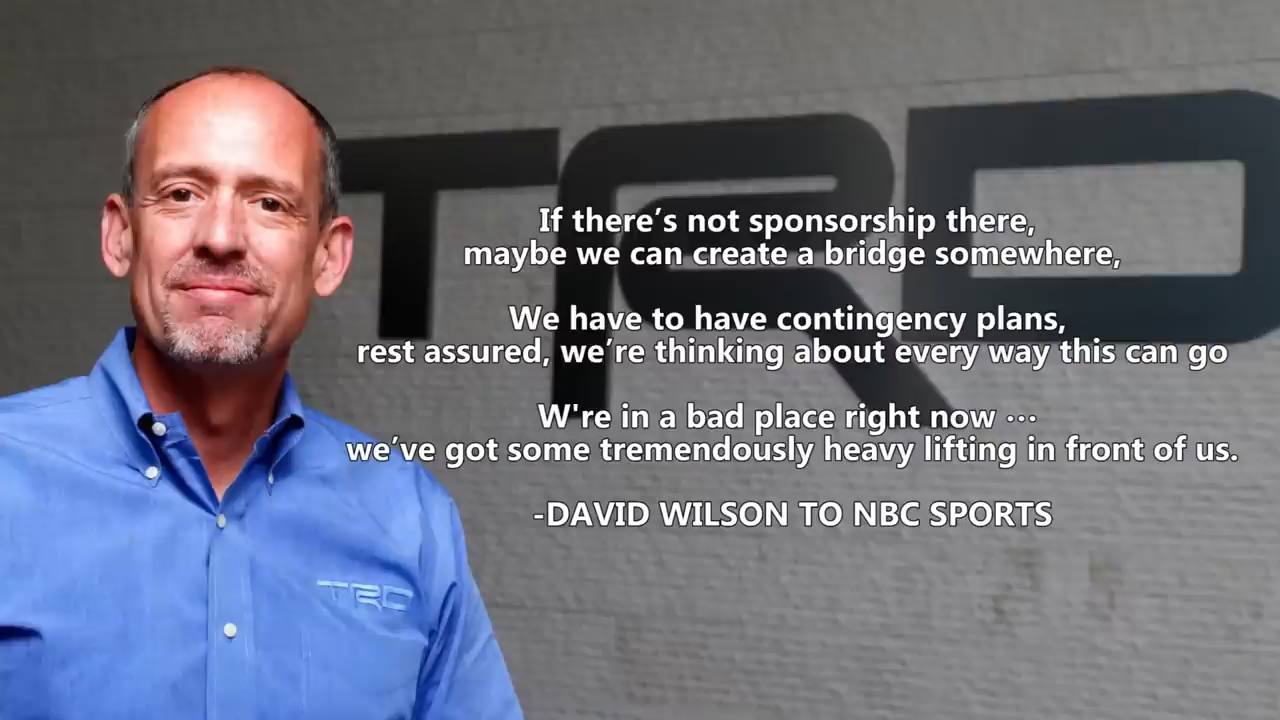 TRD
If there’s not sponsorship there,
maybe we can create a bridge somewhere,
We have to have contingency plans,
rest assured, we’re thinking about every way this can go
W're in a bad place right now ···
we’ve got some tremendously heavy lifting in front of us.
-DAVID WILSON TO NBC SPORTS
TRD